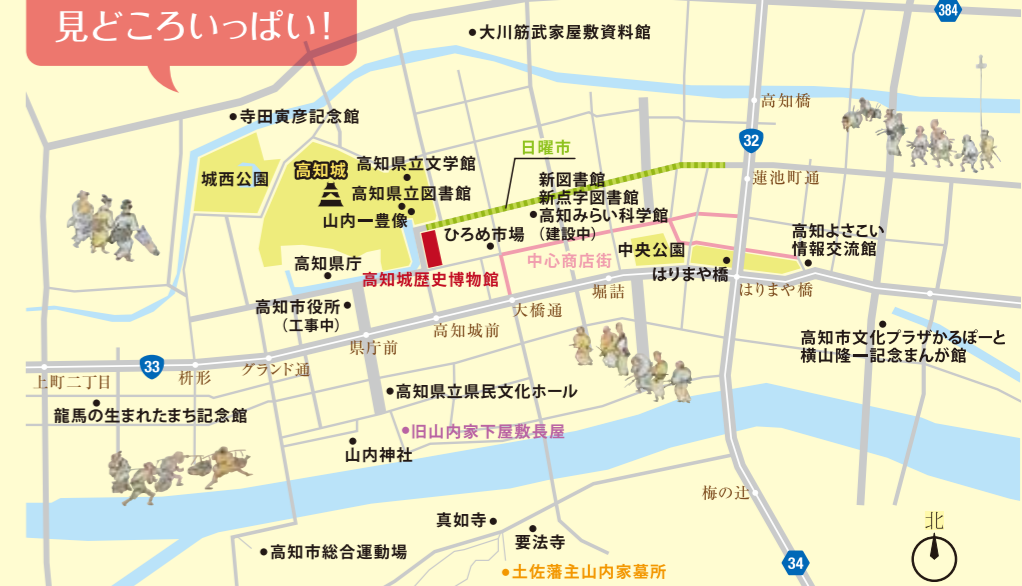 見どころいっぱい!
384
大川筋武家屋敷資料館
高知橋
寺田寅彦記念館
32
日曜市
高知城
高知県立文学館
城西公園
高知県立図書館
新図書館
新点字図書館
高知みらい科学館
(建設中)
蓮池町通
山内一豊像
ひろめ市場
高知よさこい
情報交流館
中央公園
中心商店街
高知県庁
高知城歴史博物館
はりまや橋
はりまや橋
堀詰
高知市役所
(工事中)
大橋通
高知城前
県庁前
高知市文化プラザかるぽーと
横山隆一記念まんが館
33
グランド通
枡形
上町二丁目
高知県立県民文化ホール
龍馬の生まれたまち記念館
旧山内家下屋敷長屋
山内神社
梅の辻
真如寺
要法寺
北
高知市総合運動場
34
土佐藩主山内家墓所